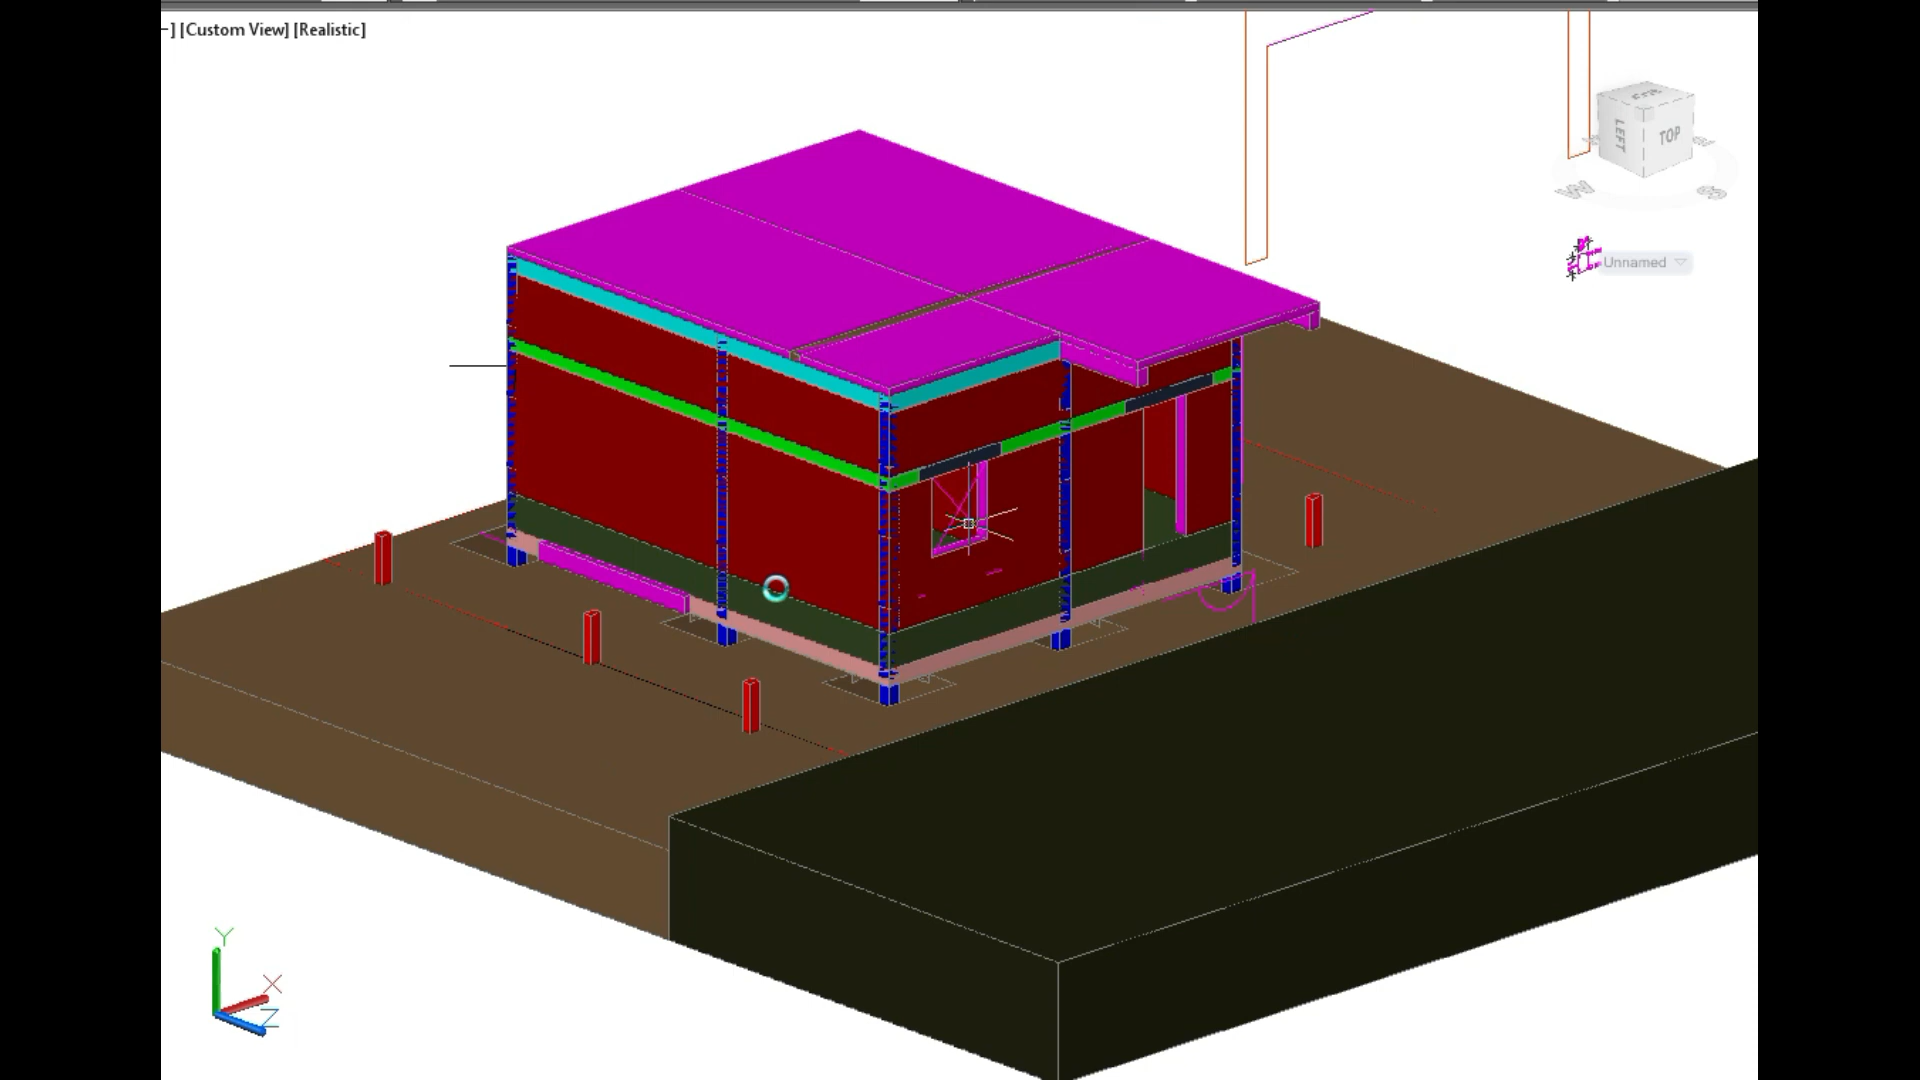 -] [Custom View] [Realistic]
LEFT
TOP
W
S
Unnamed
Y
X
Z